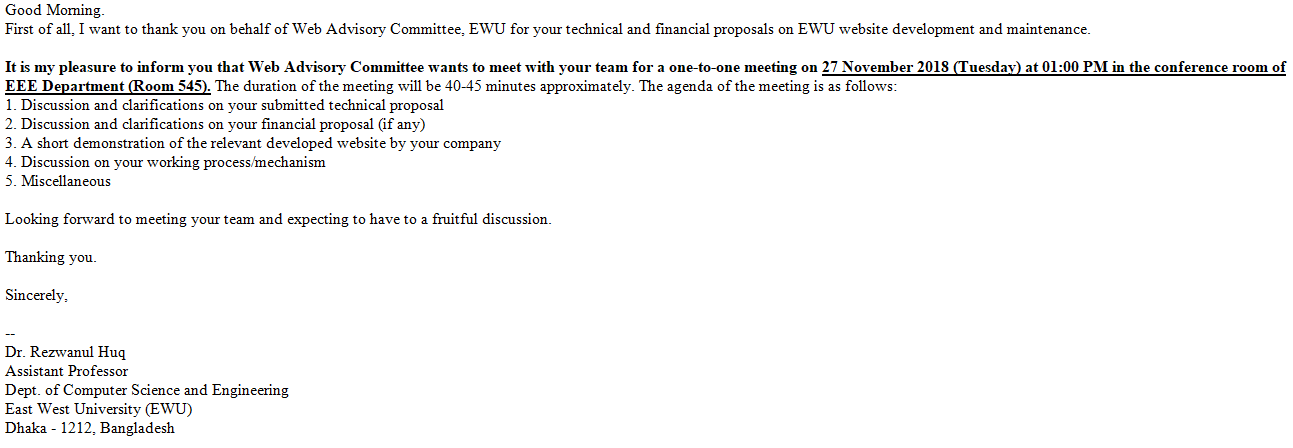 Good Morning.
First of all, I want to thank you on behalf of Web Advisory Committee, EWU for your technical and financial proposals on EWU website development and maintenance.
It is my pleasure to inform you that Web Advisory Committee wants to meet with your team for a one-to-one meeting on 27 November 2018 (Tuesday) at 01:00 PM in the conference room of
EEE Department (Room 545). The duration of the meeting will be 40-45 minutes approximately. The agenda of the meeting is as follows:
1. Discussion and clarifications on your submitted technical proposal
2. Discussion and clarifications on your financial proposal (if any)
3. A short demonstration of the relevant developed website by your company
4. Discussion on your working process/mechanism
5. Miscellaneous
Looking forward to meeting your team and expecting to have to a fruitful discussion.
Thanking you.
Sincerely,
--
Dr. Rezwanul Huq
Assistant Professor
Dept. of Computer Science and Engineering
East West University (EWU)
Dhaka - 1212, Bangladesh